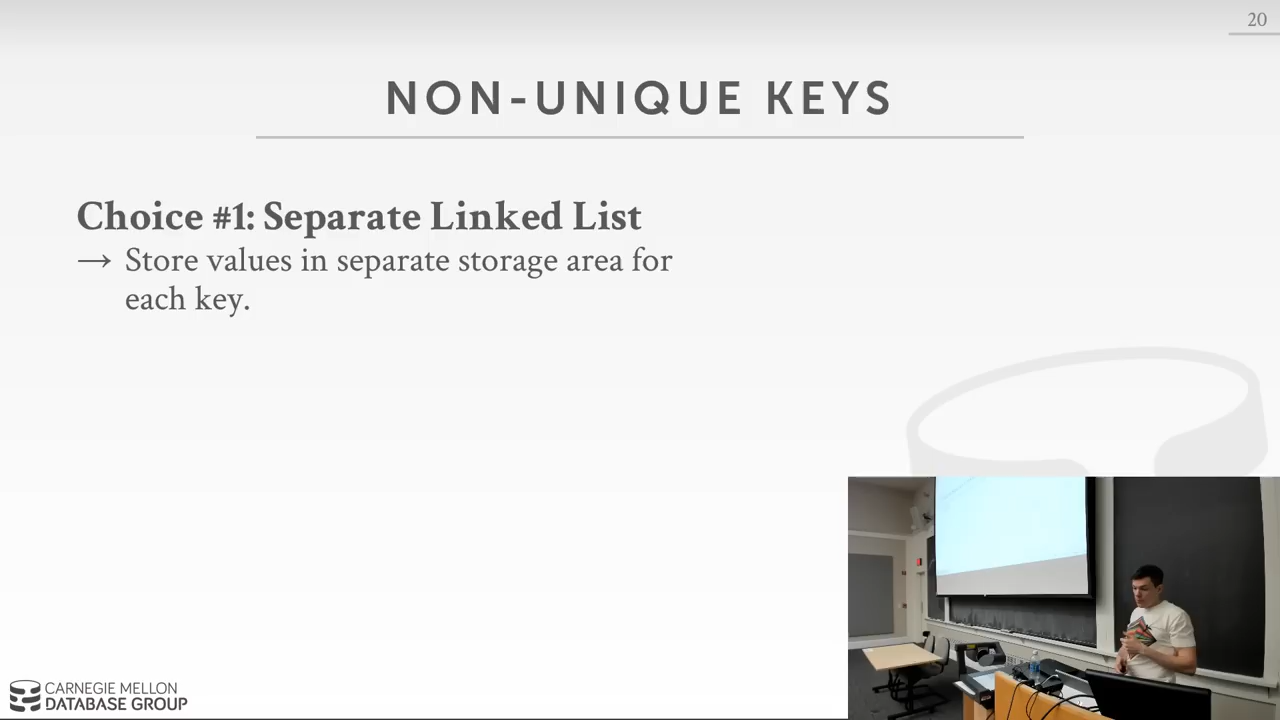 20
NON-UNIQUE KEYS
Choice #1: Separate Linked List
→ Store values in separate storage area for
each key.
CARNEGIE MELLON
DATABASE GROUP